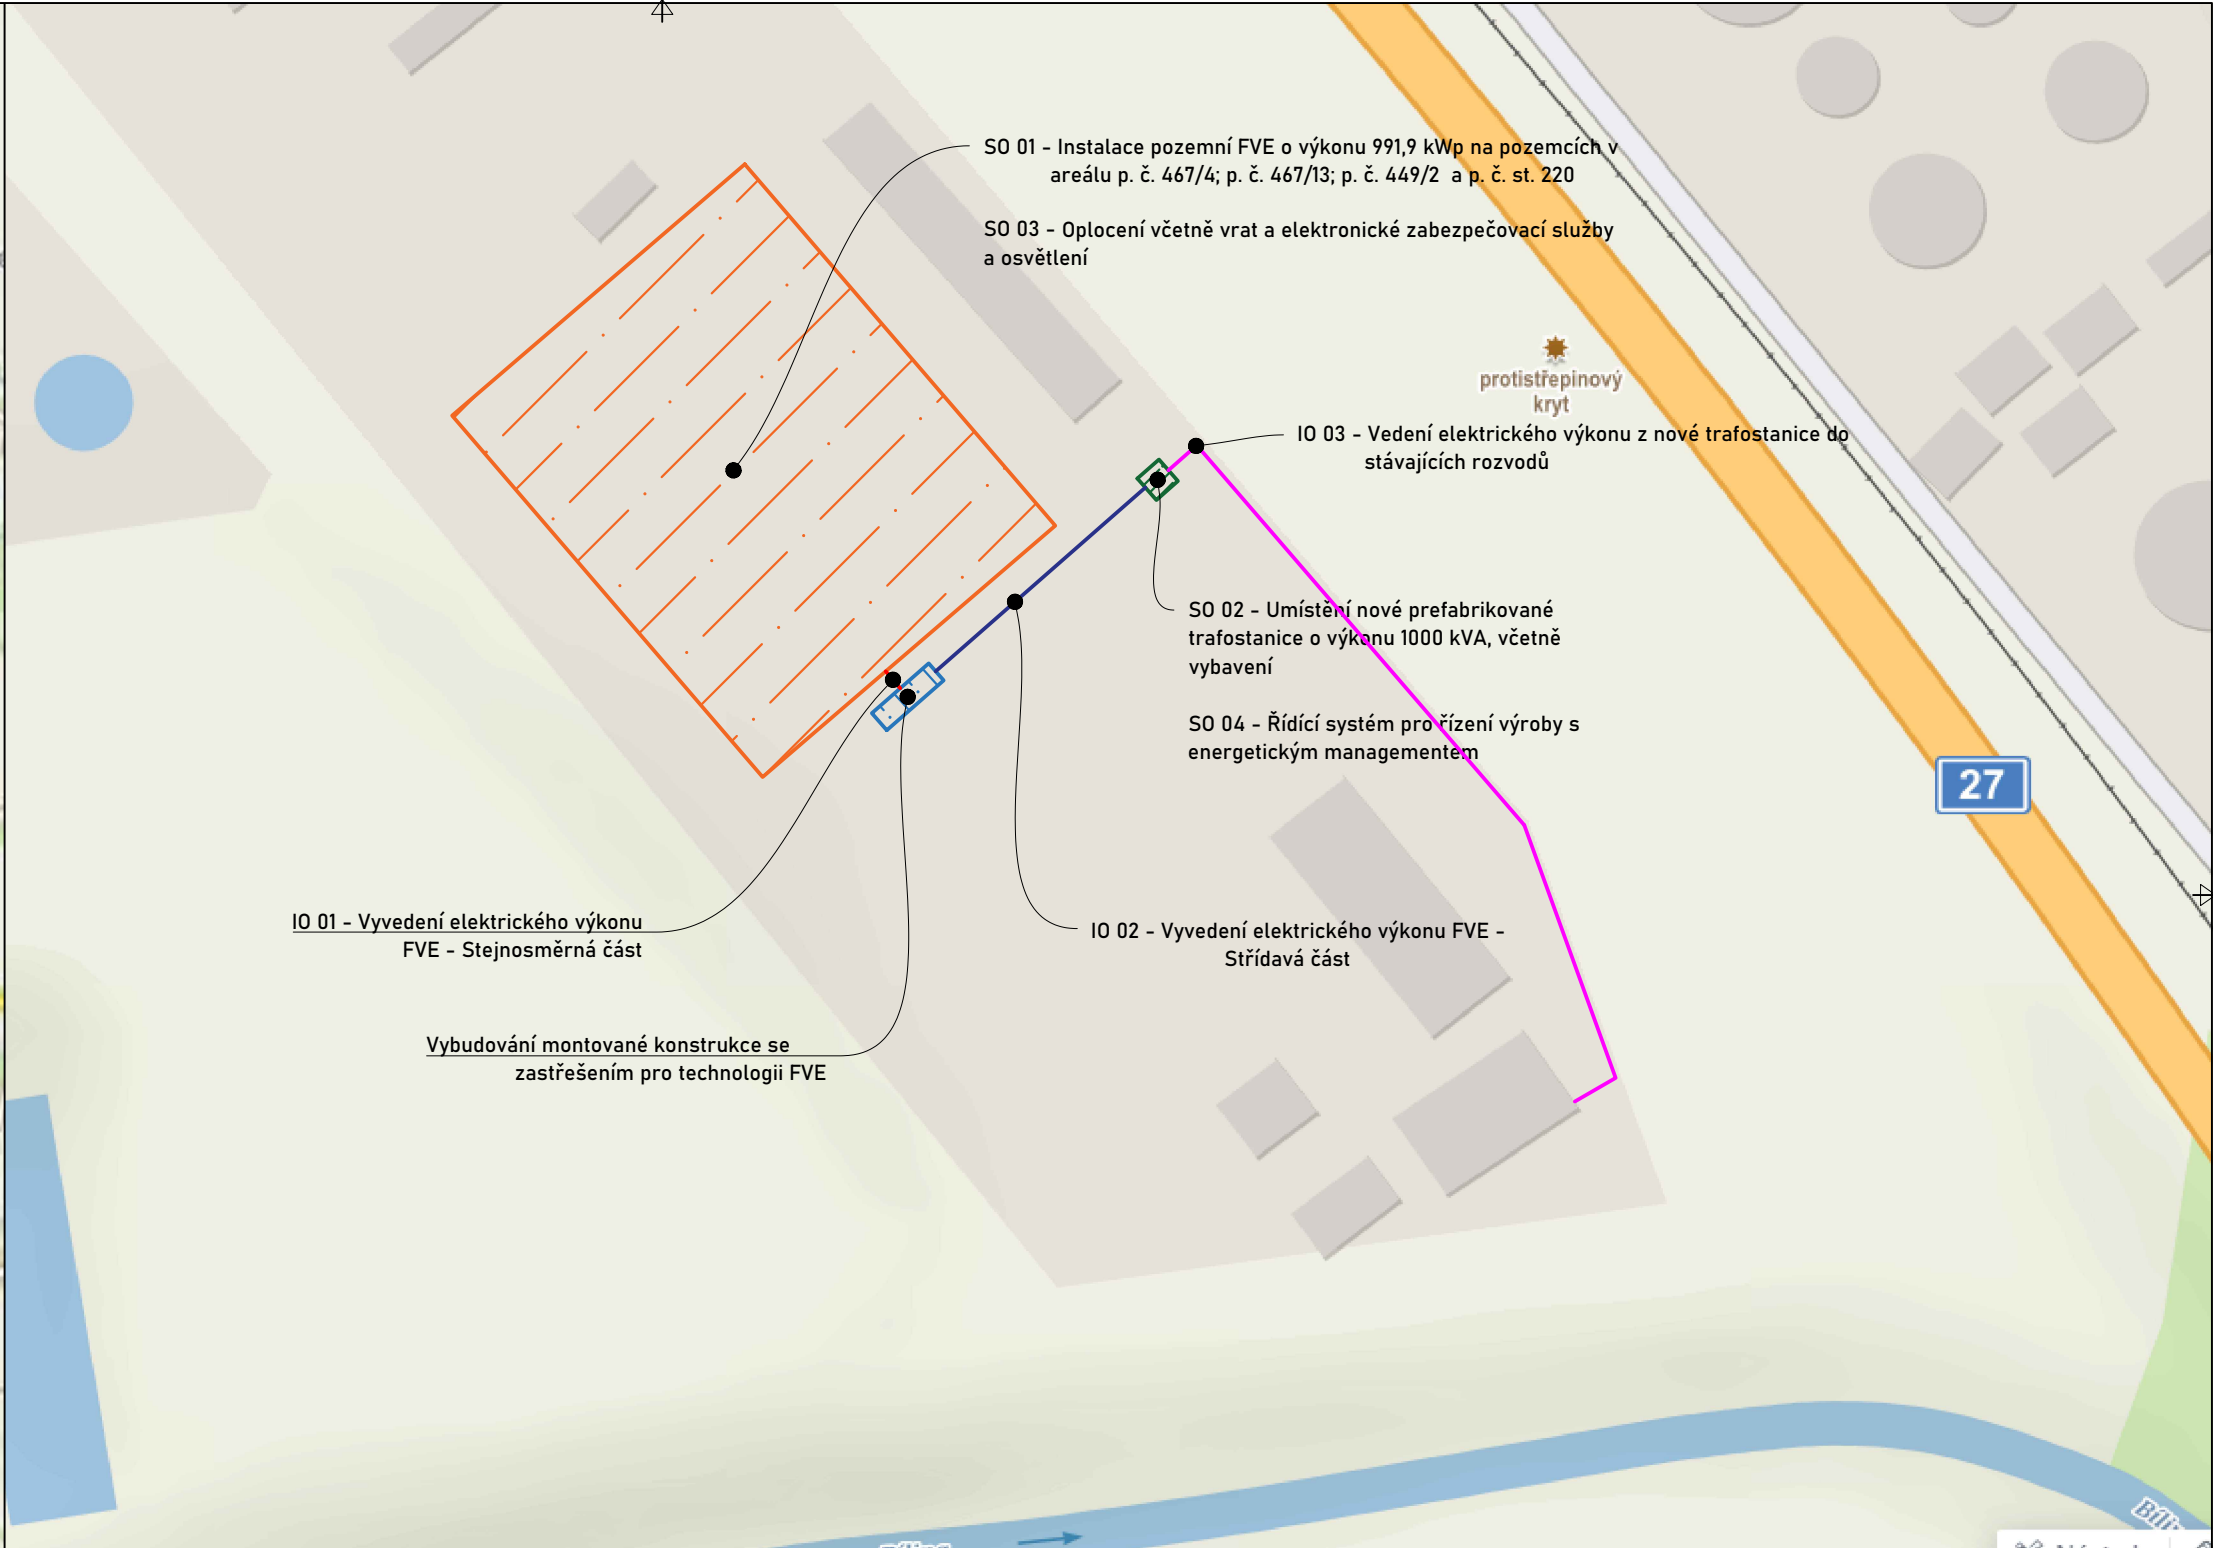 SO 01 - Instalace pozemní FVE o výkonu 991,9 kWp na pozemcích v
areálu p. č. 467/4; p. č. 467/13; p. č. 449/2 a p. č. st. 220
SO 03 - Oplocení včetně vrat a elektronické zabezpečovací služby
a osvětlení
protistřepinový
kryt
IO 03 - Vedení elektrického výkonu z nové trafostanice do
stávajících rozvodů
SO 02 - Umístění nové prefabrikované
trafostanice o výkonu 1000 kVA, včetně
vybavení
SO 04 - Řídící systém pro řízení výroby s
energetickým managementem
27
IO 01 - Vyvedení elektrického výkonu
FVE - Stejnosměrná část
IO 02 - Vyvedení elektrického výkonu FVE -
Střídavá část
Vybudování montované konstrukce se
zastřešením pro technologii FVE